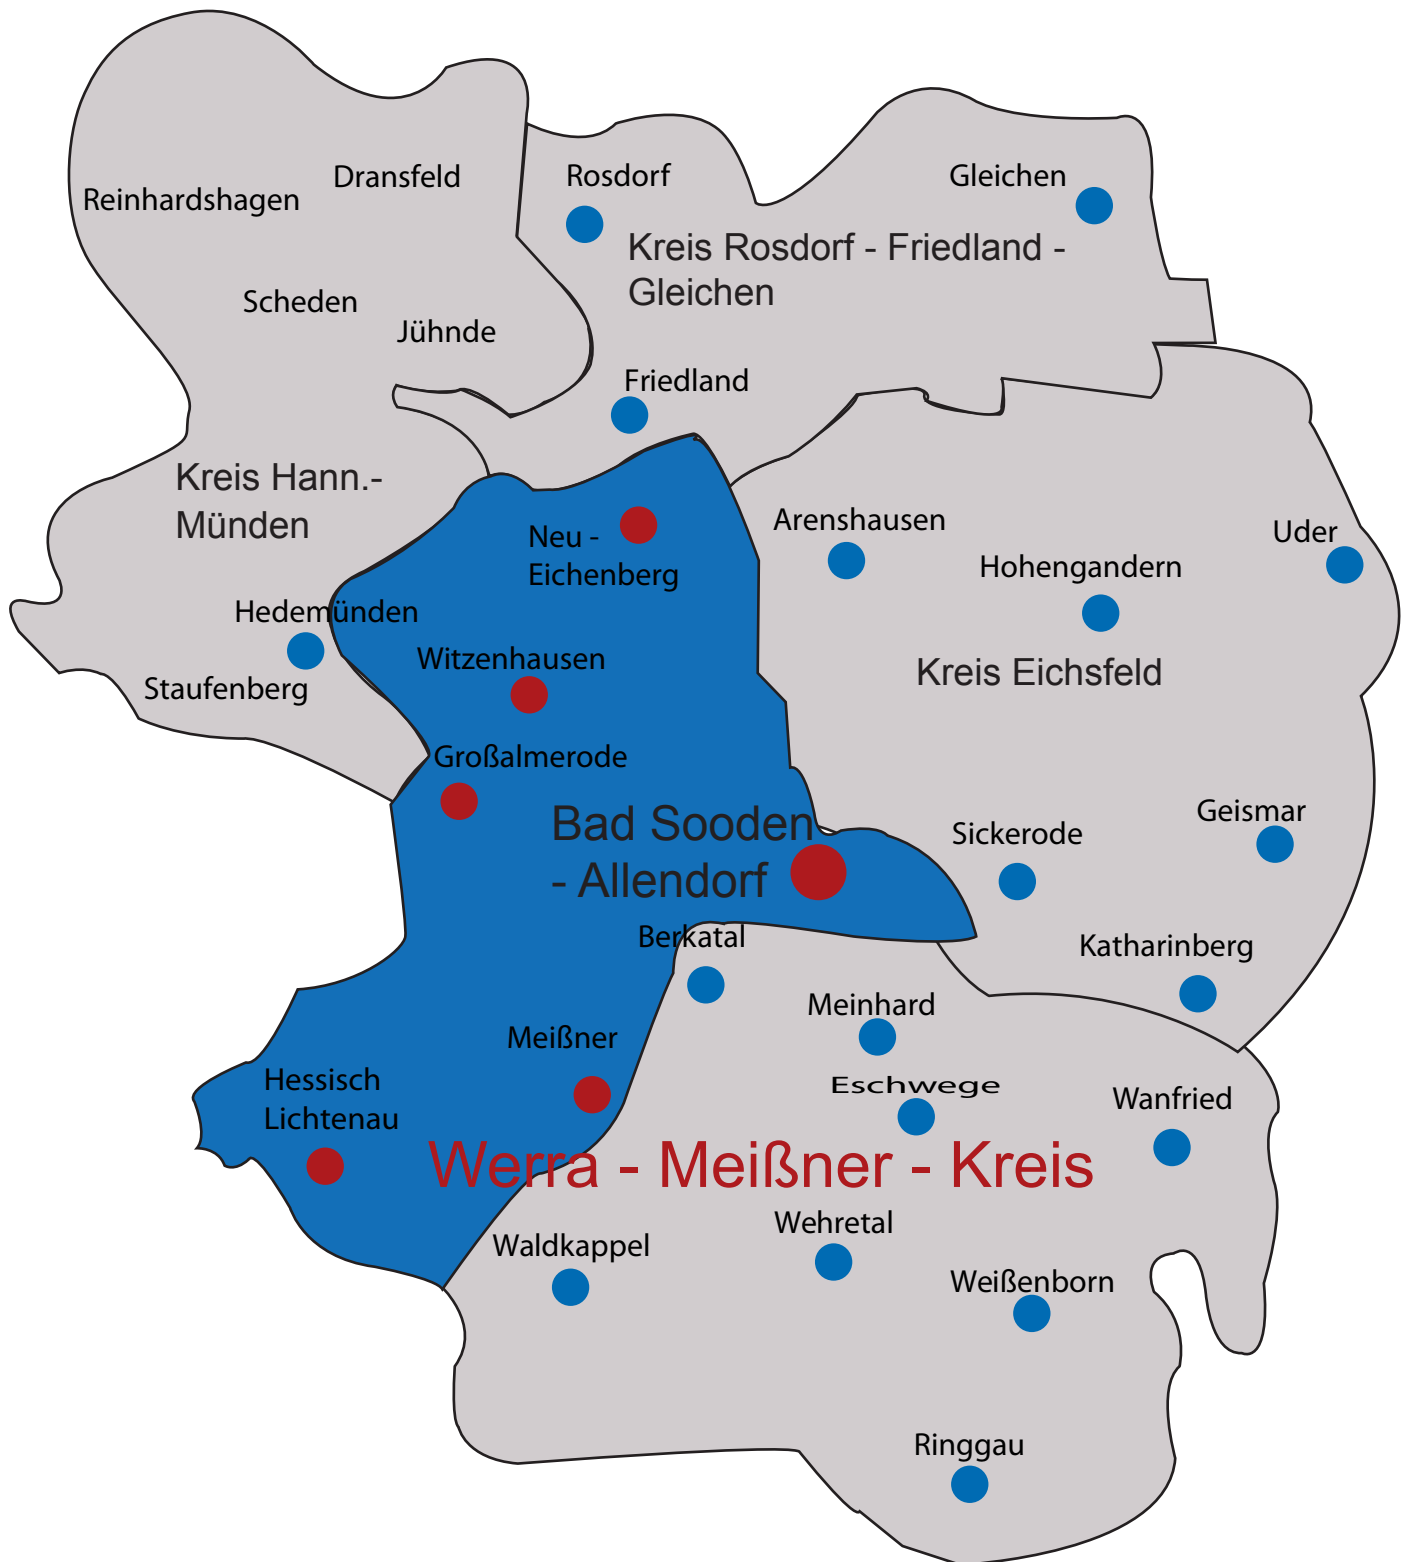 Dransfeld
Reinhardshagen
Rosdorf
Gleichen
Kreis Rosdorf - Friedland -
Gleichen
Scheden
Jühnde
Friedland
Kreis Hann.-
Münden
Neu -
Eichenberg
Arenshausen
Hohengandern
Uder
Hedemünden
Witzenhausen
Staufenberg
Kreis Eichsfeld
Großalmerode
Bad Sooden
- Allendorf
Sickerode
Geismar
Berkatal
Katharinberg
Meinhard
Meißner
Hessisch
Lichtenau
Eschwege
Wanfried
Werra - Meißner - Kreis
Waldkappel
Wehretal
Weißenborn
Ringgau